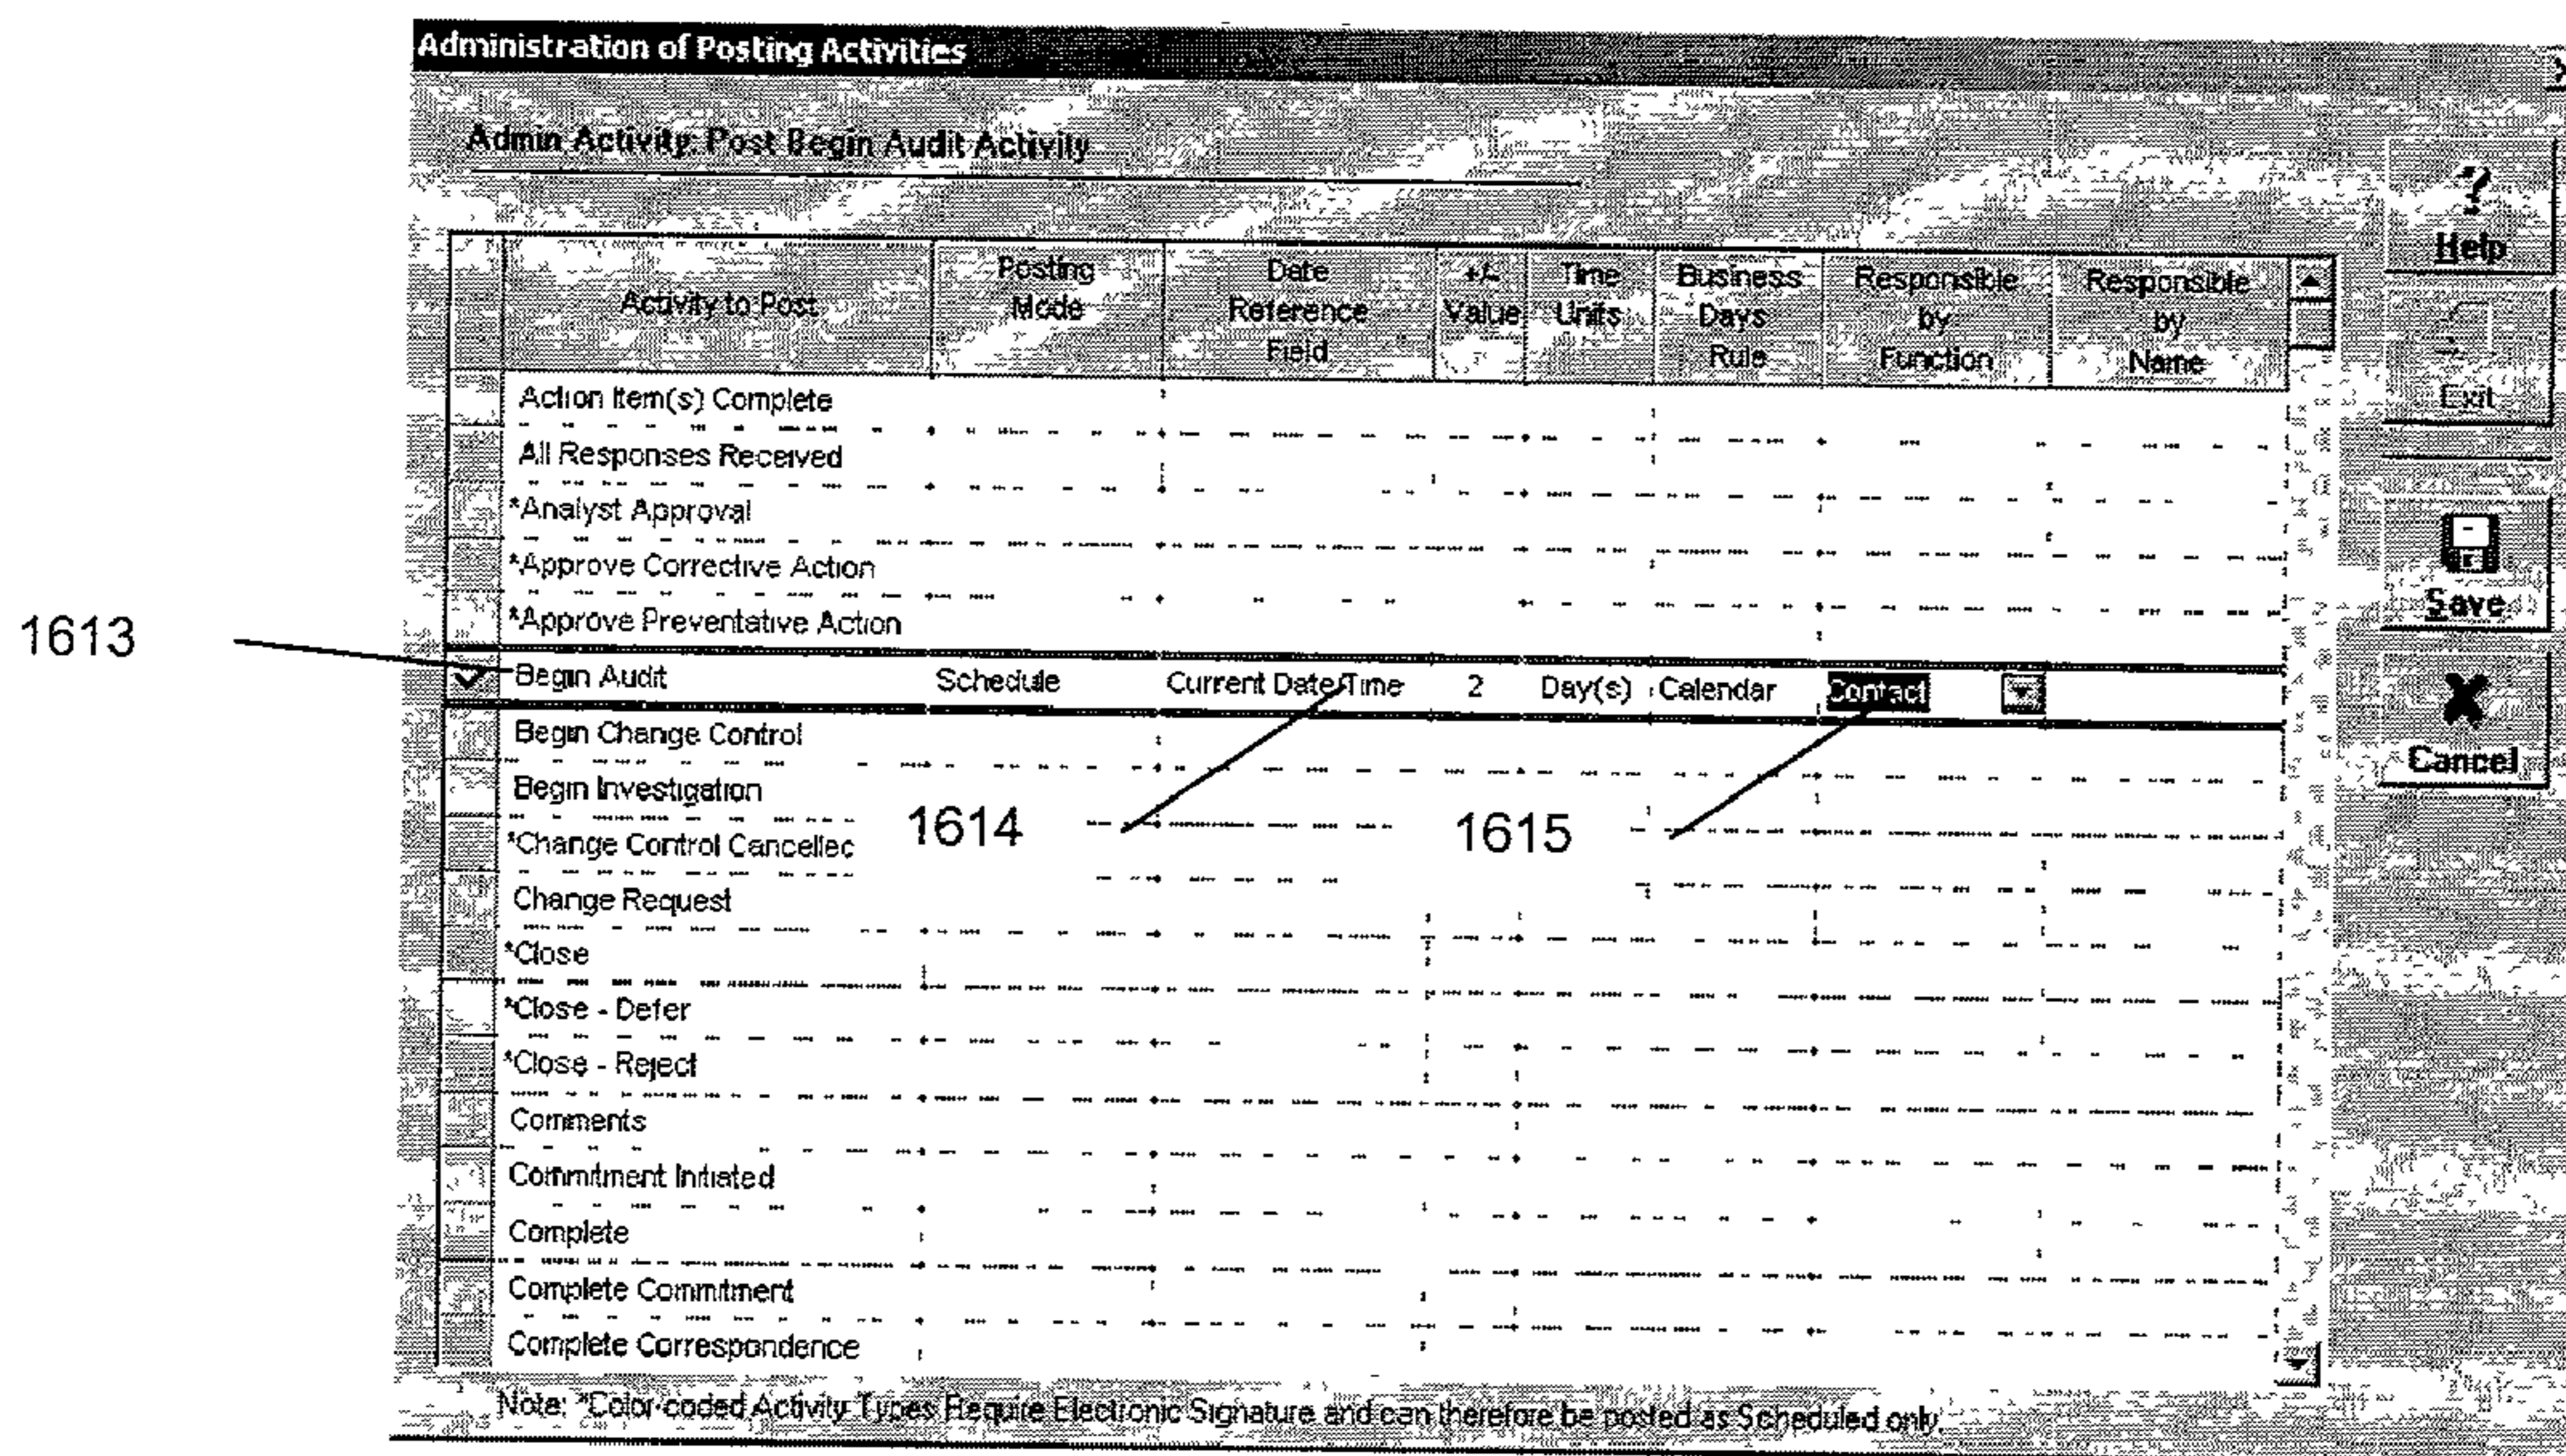 Administration of Posting Activities
Admin Activity: Post Begin Audit Activity
Activity to Post
Posting
Mode
Date
Reference
Field
+/-
Value
Time
Units
Business
Days
Rule
Responsible
by
Function
Responsible
by
Name
Action Item(s) Complete
All Responses Received
*Analyst Approval
*Approve Corrective Action
*Approve Preventative Action
Begin Audit Schedule Current Date/Time 2 Day(s) Calendar Contact
Begin Change Control
Begin Investigation
*Change Control Cancellec
Change Request
*Close
*Close - Defer
*Close - Reject
Comments
Commitment Initiated
Complete
Complete Commitment
Complete Correspondence
Note: *Color-coded Activity Types Require Electronic Signature and can therefore be posted as Scheduled only.
?
Help
Exit
Save
Cancel
1613
1614
1615